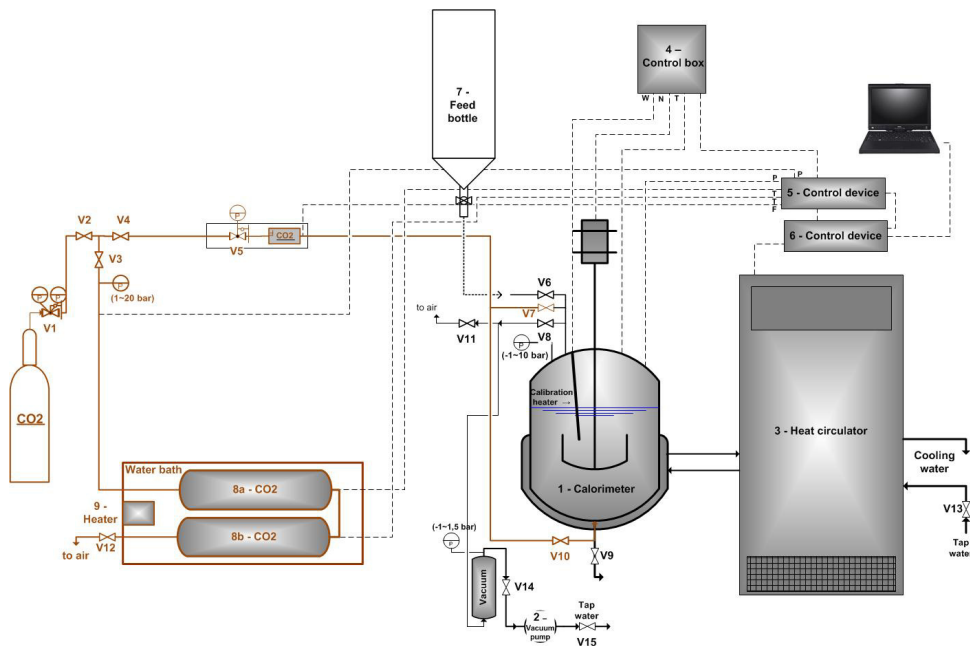 4 –
Control box
W
N
T
7 -
Feed
bottle
P
P
5 - Control device
T
T
F
6 - Control device
V2
V4
P
CO2
V5
V3
P
(1~20 bar)
P
P
V1
V6
V7
to air
V11
V8
P
(-1~10 bar)
Calibration
heater →
CO2
3 - Heat circulator
Cooling
water
1 - Calorimeter
V13
Tap
water
Water bath
8a - CO2
9 -
Heater
8b - CO2
to air
V12
(-1~1,5 bar)
P
V10
V9
Vacuum
V14
2 –
Vacuum
pump
Tap
water
V15